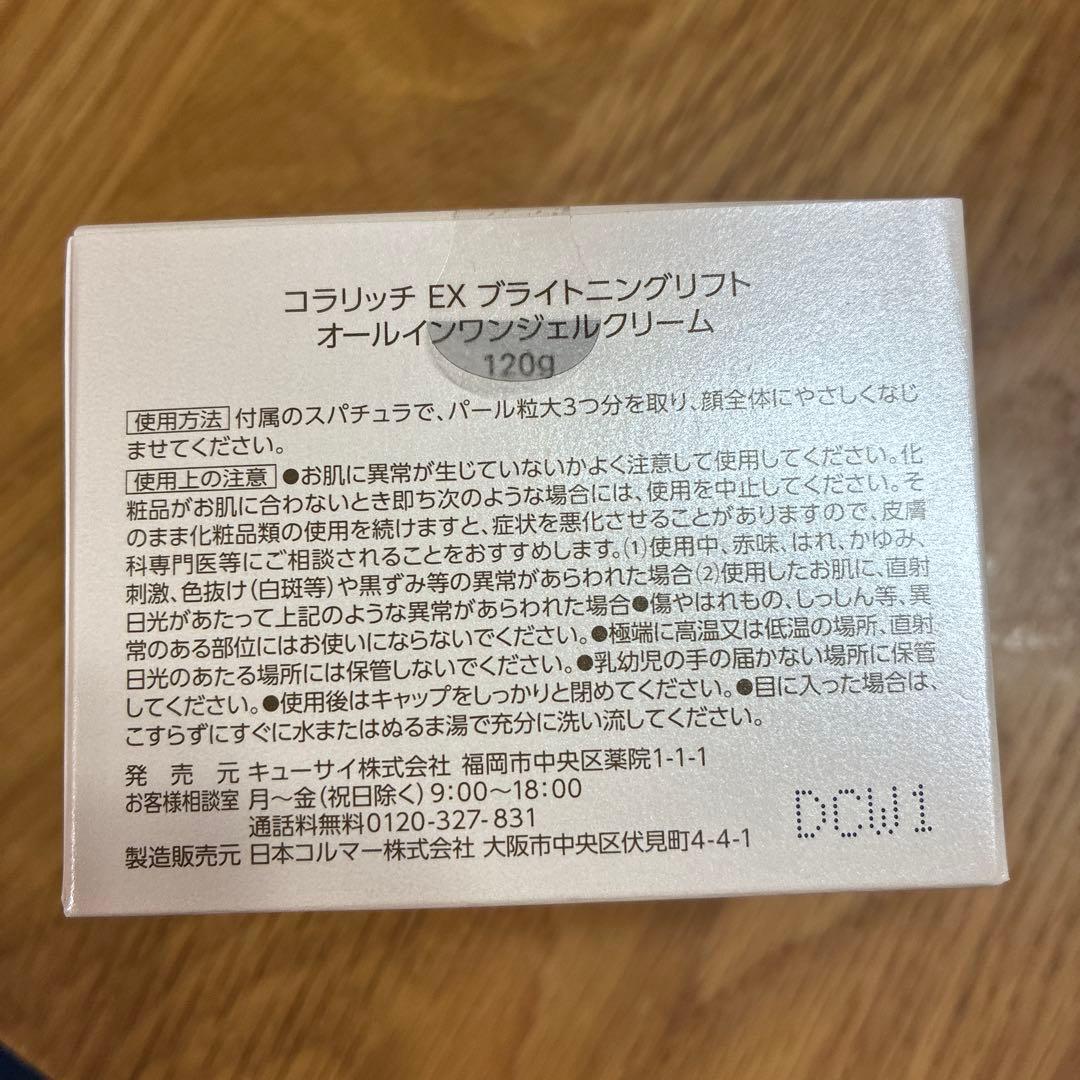 コラリッチ EX ブライトニングリフト
オールインワンジェルクリーム
120g
使用方法 付属のスパチュラで、パール粒大3つ分を取り、顔全体にやさしくなじ
ませてください。
使用上の注意 ●お肌に異常が生じていないかよく注意して使用してください。化
粧品がお肌に合わないとき即ち次のような場合には、使用を中止してください。そ
のまま化粧品類の使用を続けますと、症状を悪化させることがありますので、皮膚
科専門医等にご相談されることをおすすめします。(1)使用中、赤味、はれ、かゆみ、
刺激、色抜け(白斑等)や黒ずみ等の異常があらわれた場合(2)使用したお肌に、直射
日光があたって上記のような異常があらわれた場合●傷やはれもの、しっしん等、異
常のある部位にはお使いにならないでください。●極端に高温又は低温の場所、直射
日光のあたる場所には保管しないでください。●乳幼児の手の届かない場所に保管
してください。●使用後はキャップをしっかりと閉めてください。●目に入った場合は、
こすらずにすぐに水またはぬるま湯で充分に洗い流してください。
発売元 キューサイ株式会社 福岡市中央区薬院1-1-1
お客様相談室 月〜金(祝日除く)9:00〜18:00
通話料無料0120-327-831
製造販売元 日本コルマー株式会社 大阪市中央区伏見町4-4-1
DCW1